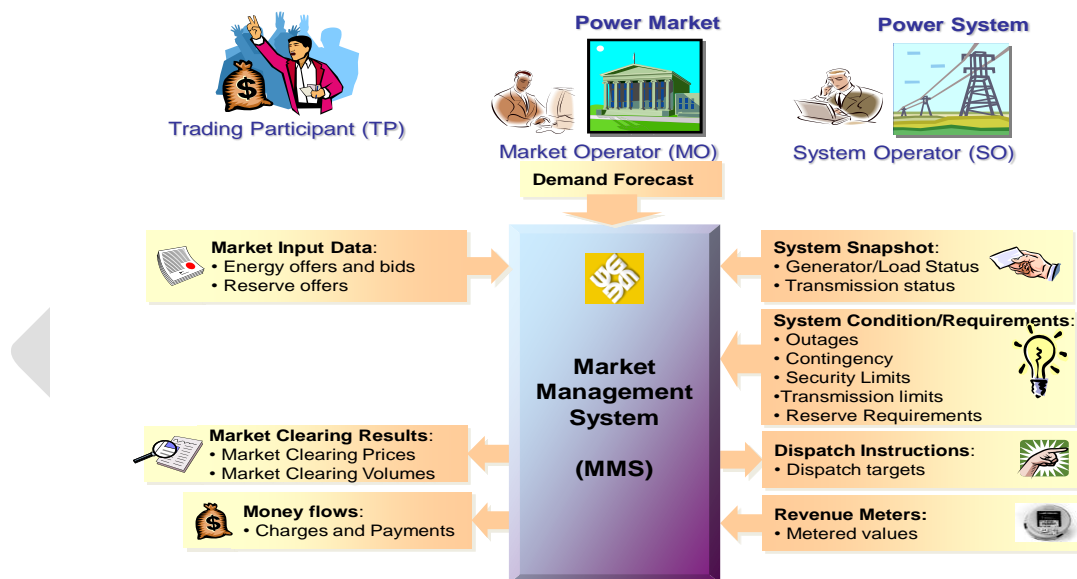 Power Market
Power System
Trading Participant (TP)
Market Operator (MO)
System Operator (SO)
Demand Forecast
Market Input Data:
• Energy offers and bids
• Reserve offers
System Snapshot:
• Generator/Load Status
• Transmission status
System Condition/Requirements:
• Outages
• Contingency
• Security Limits
•Transmission limits
• Reserve Requirements
Market
Management
System
(MMS)
Market Clearing Results:
• Market Clearing Prices
• Market Clearing Volumes
Dispatch Instructions:
• Dispatch targets
Money flows:
• Charges and Payments
Revenue Meters:
• Metered values